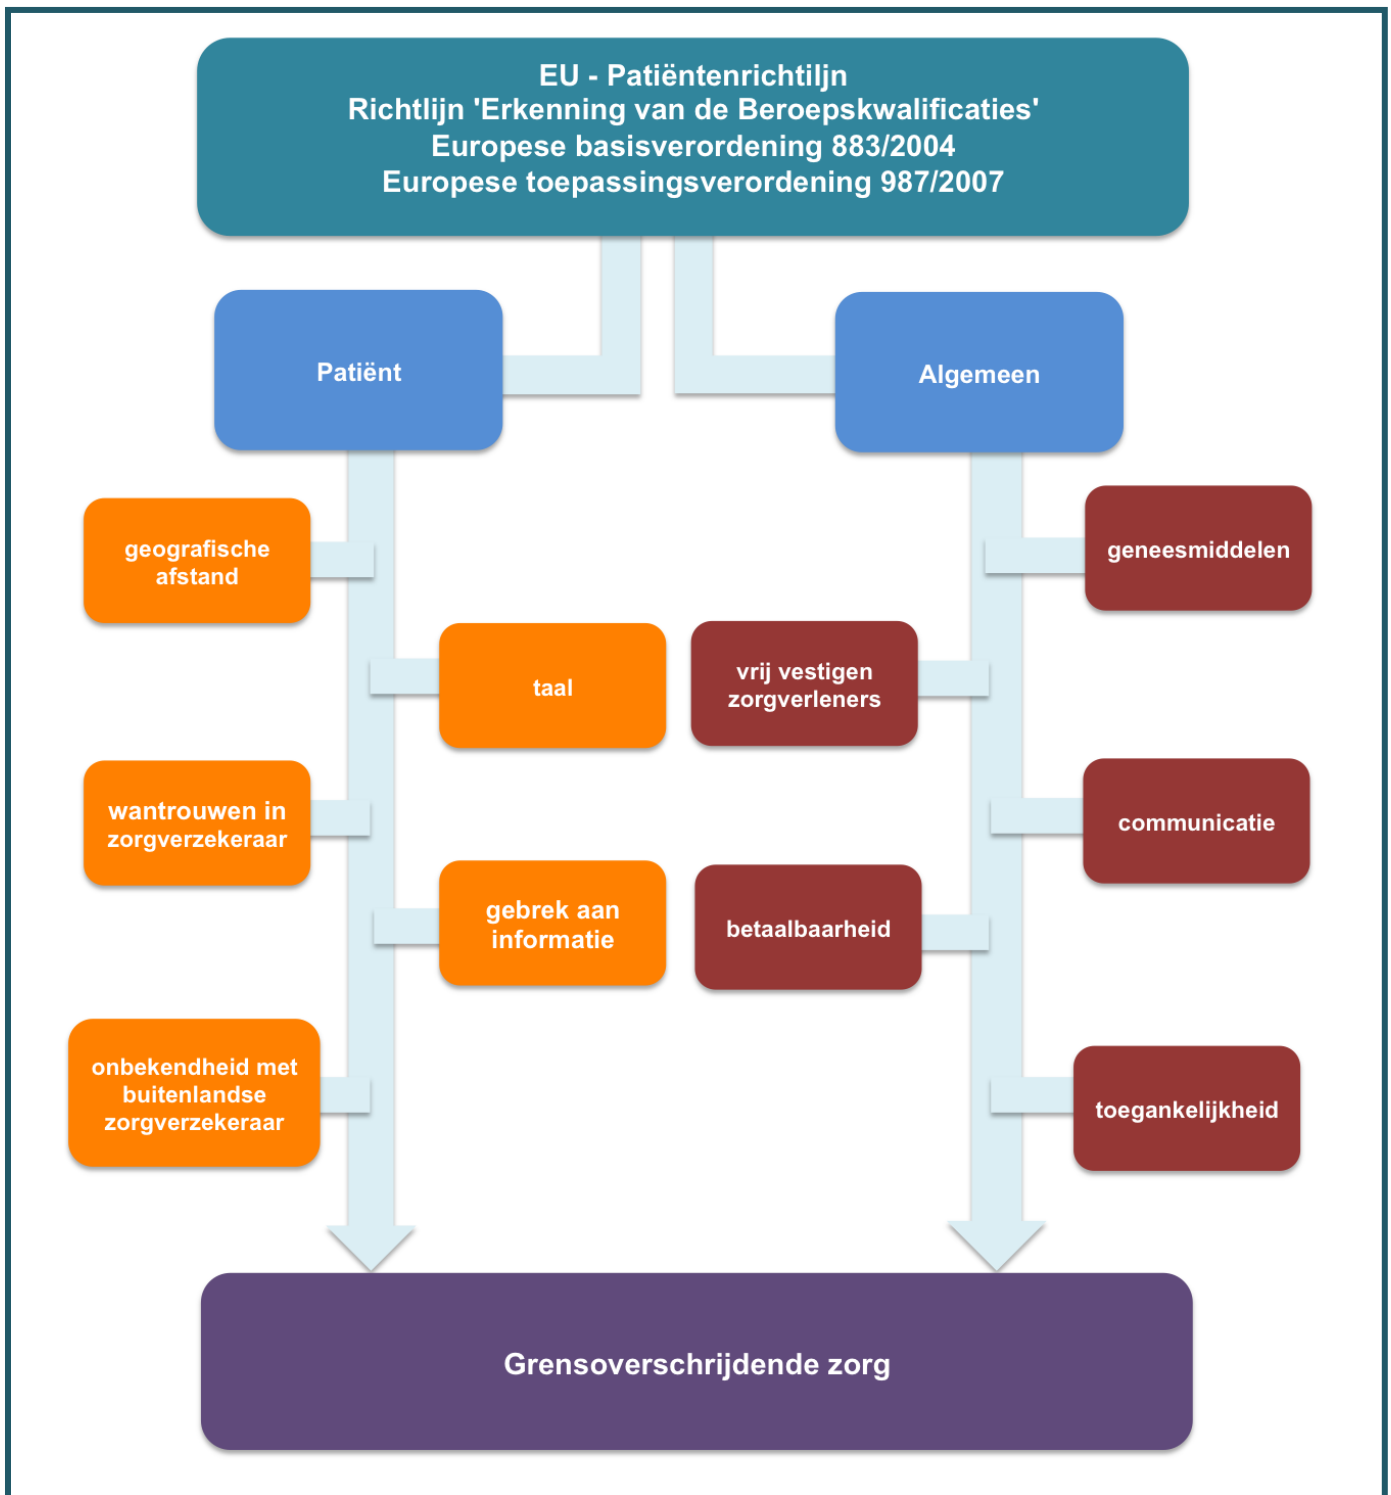 EU - Patiëntenrichtiljn
Richtlijn 'Erkenning van de Beroepskwalificaties'
Europese basisverordening 883/2004
Europese toepassingsverordening 987/2007
Patiënt
Algemeen
geografische
afstand
geneesmiddelen
taal
vrij vestigen
zorgverleners
wantrouwen in
zorgverzekeraar
communicatie
gebrek aan
informatie
betaalbaarheid
onbekendheid met
buitenlandse
zorgverzekeraar
toegankelijkheid
Grensoverschrijdende zorg